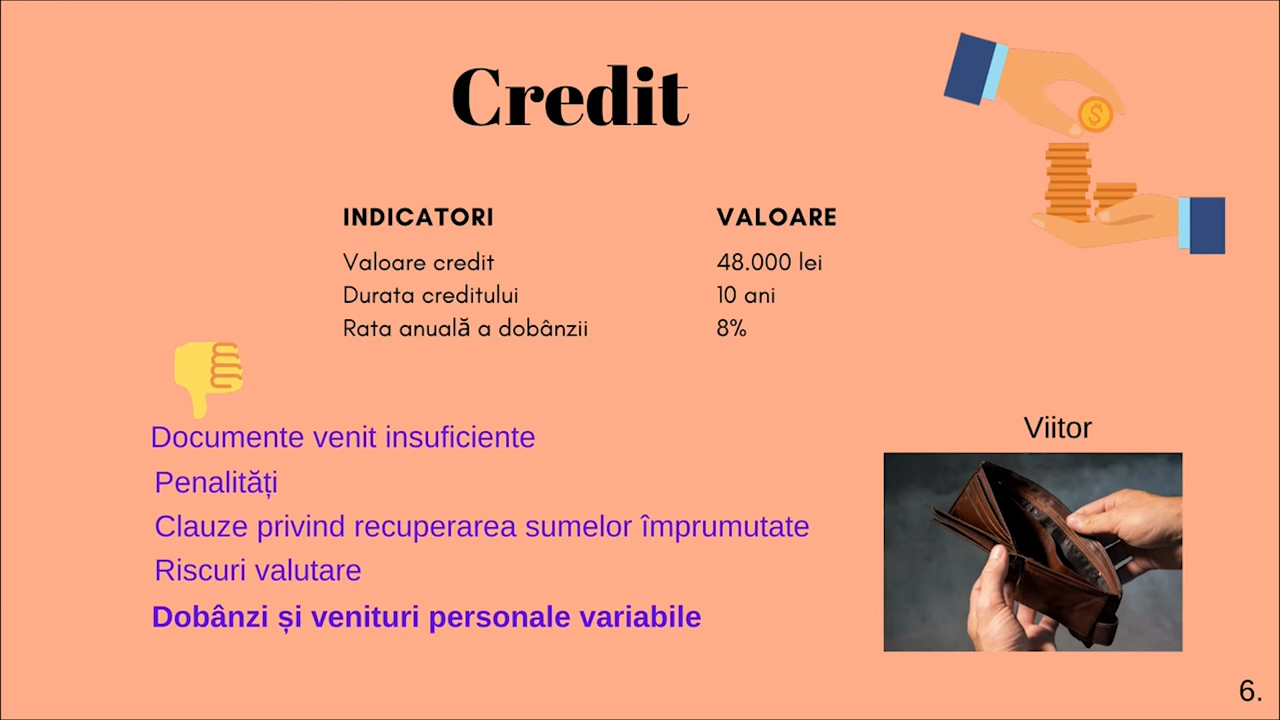 Credit
INDICATORI VALOARE
Valoare credit 48.000 lei
Durata creditului 10 ani
Rata anuală a dobânzii 8%
Documente venit insuficiente
Penalități
Clauze privind recuperarea sumelor împrumutate
Riscuri valutare
Dobânzi și venituri personale variabile
Viitor
$
6.